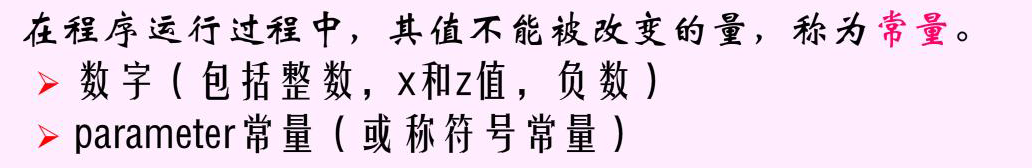 在程序运行过程中，其值不能被改变的量，称为常量。
数字（包括整数，x和z值，负数）
parameter常量（或称符号常量）